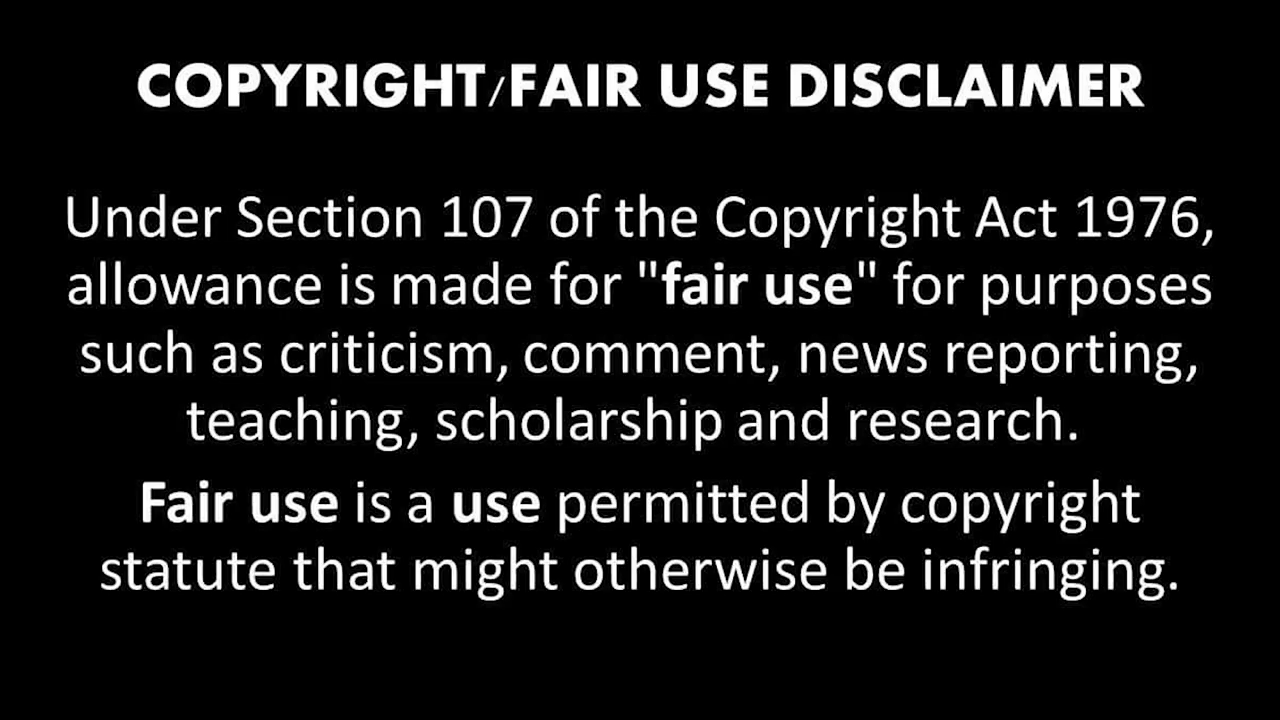 COPYRIGHT/FAIR USE DISCLAIMER
Under Section 107 of the Copyright Act 1976,
allowance is made for "fair use" for purposes
such as criticism, comment, news reporting,
teaching, scholarship and research.
Fair use is a use permitted by copyright
statute that might otherwise be infringing.